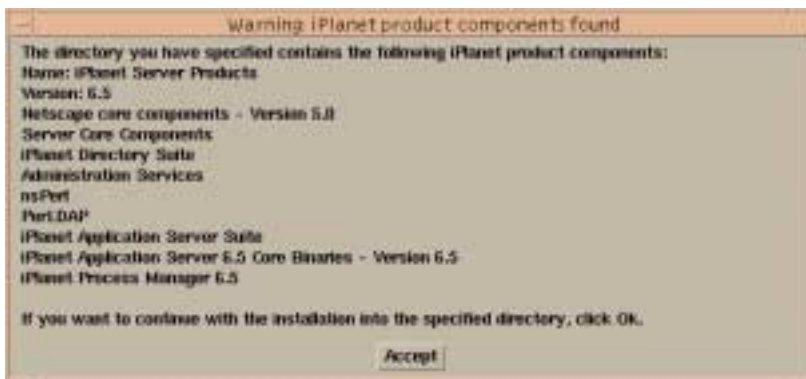 Warning: iPlanet product components found
The directory you have specified contains the following iPlanet product components:
Name: iPlanet Server Products
Version: 6.5
Netscape core components - Version 5.0
Server Core Components
iPlanet Directory Suite
Administration Services
nsPerl
PerLDAP
iPlanet Application Server Suite
iPlanet Application Server 6.5 Core Binaries - Version 6.5
iPlanet Process Manager 6.5
If you want to continue with the installation into the specified directory, click Ok.
Accept